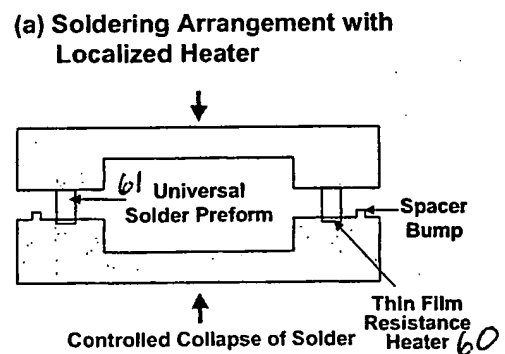 (a) Soldering Arrangement with
Localized Heater
61 Universal
Solder Preform
Spacer
Bump
Thin Film
Resistance
Heater 60
Controlled Collapse of Solder